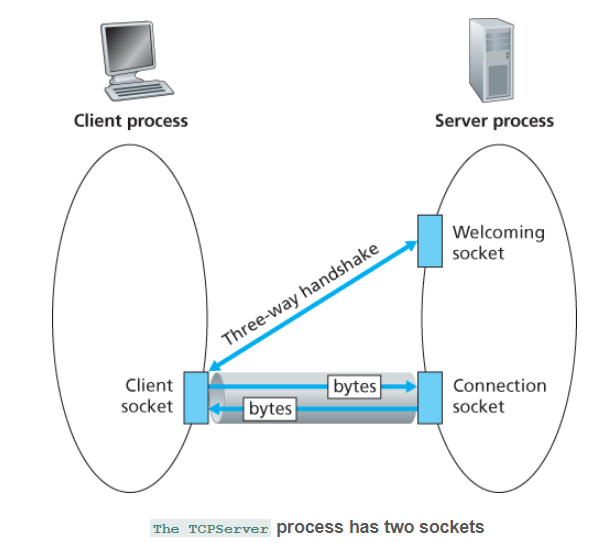 Client process
Server process
Welcoming
socket
Three-way handshake
Client
socket
bytes
bytes
Connection
socket
The TCPServer process has two sockets